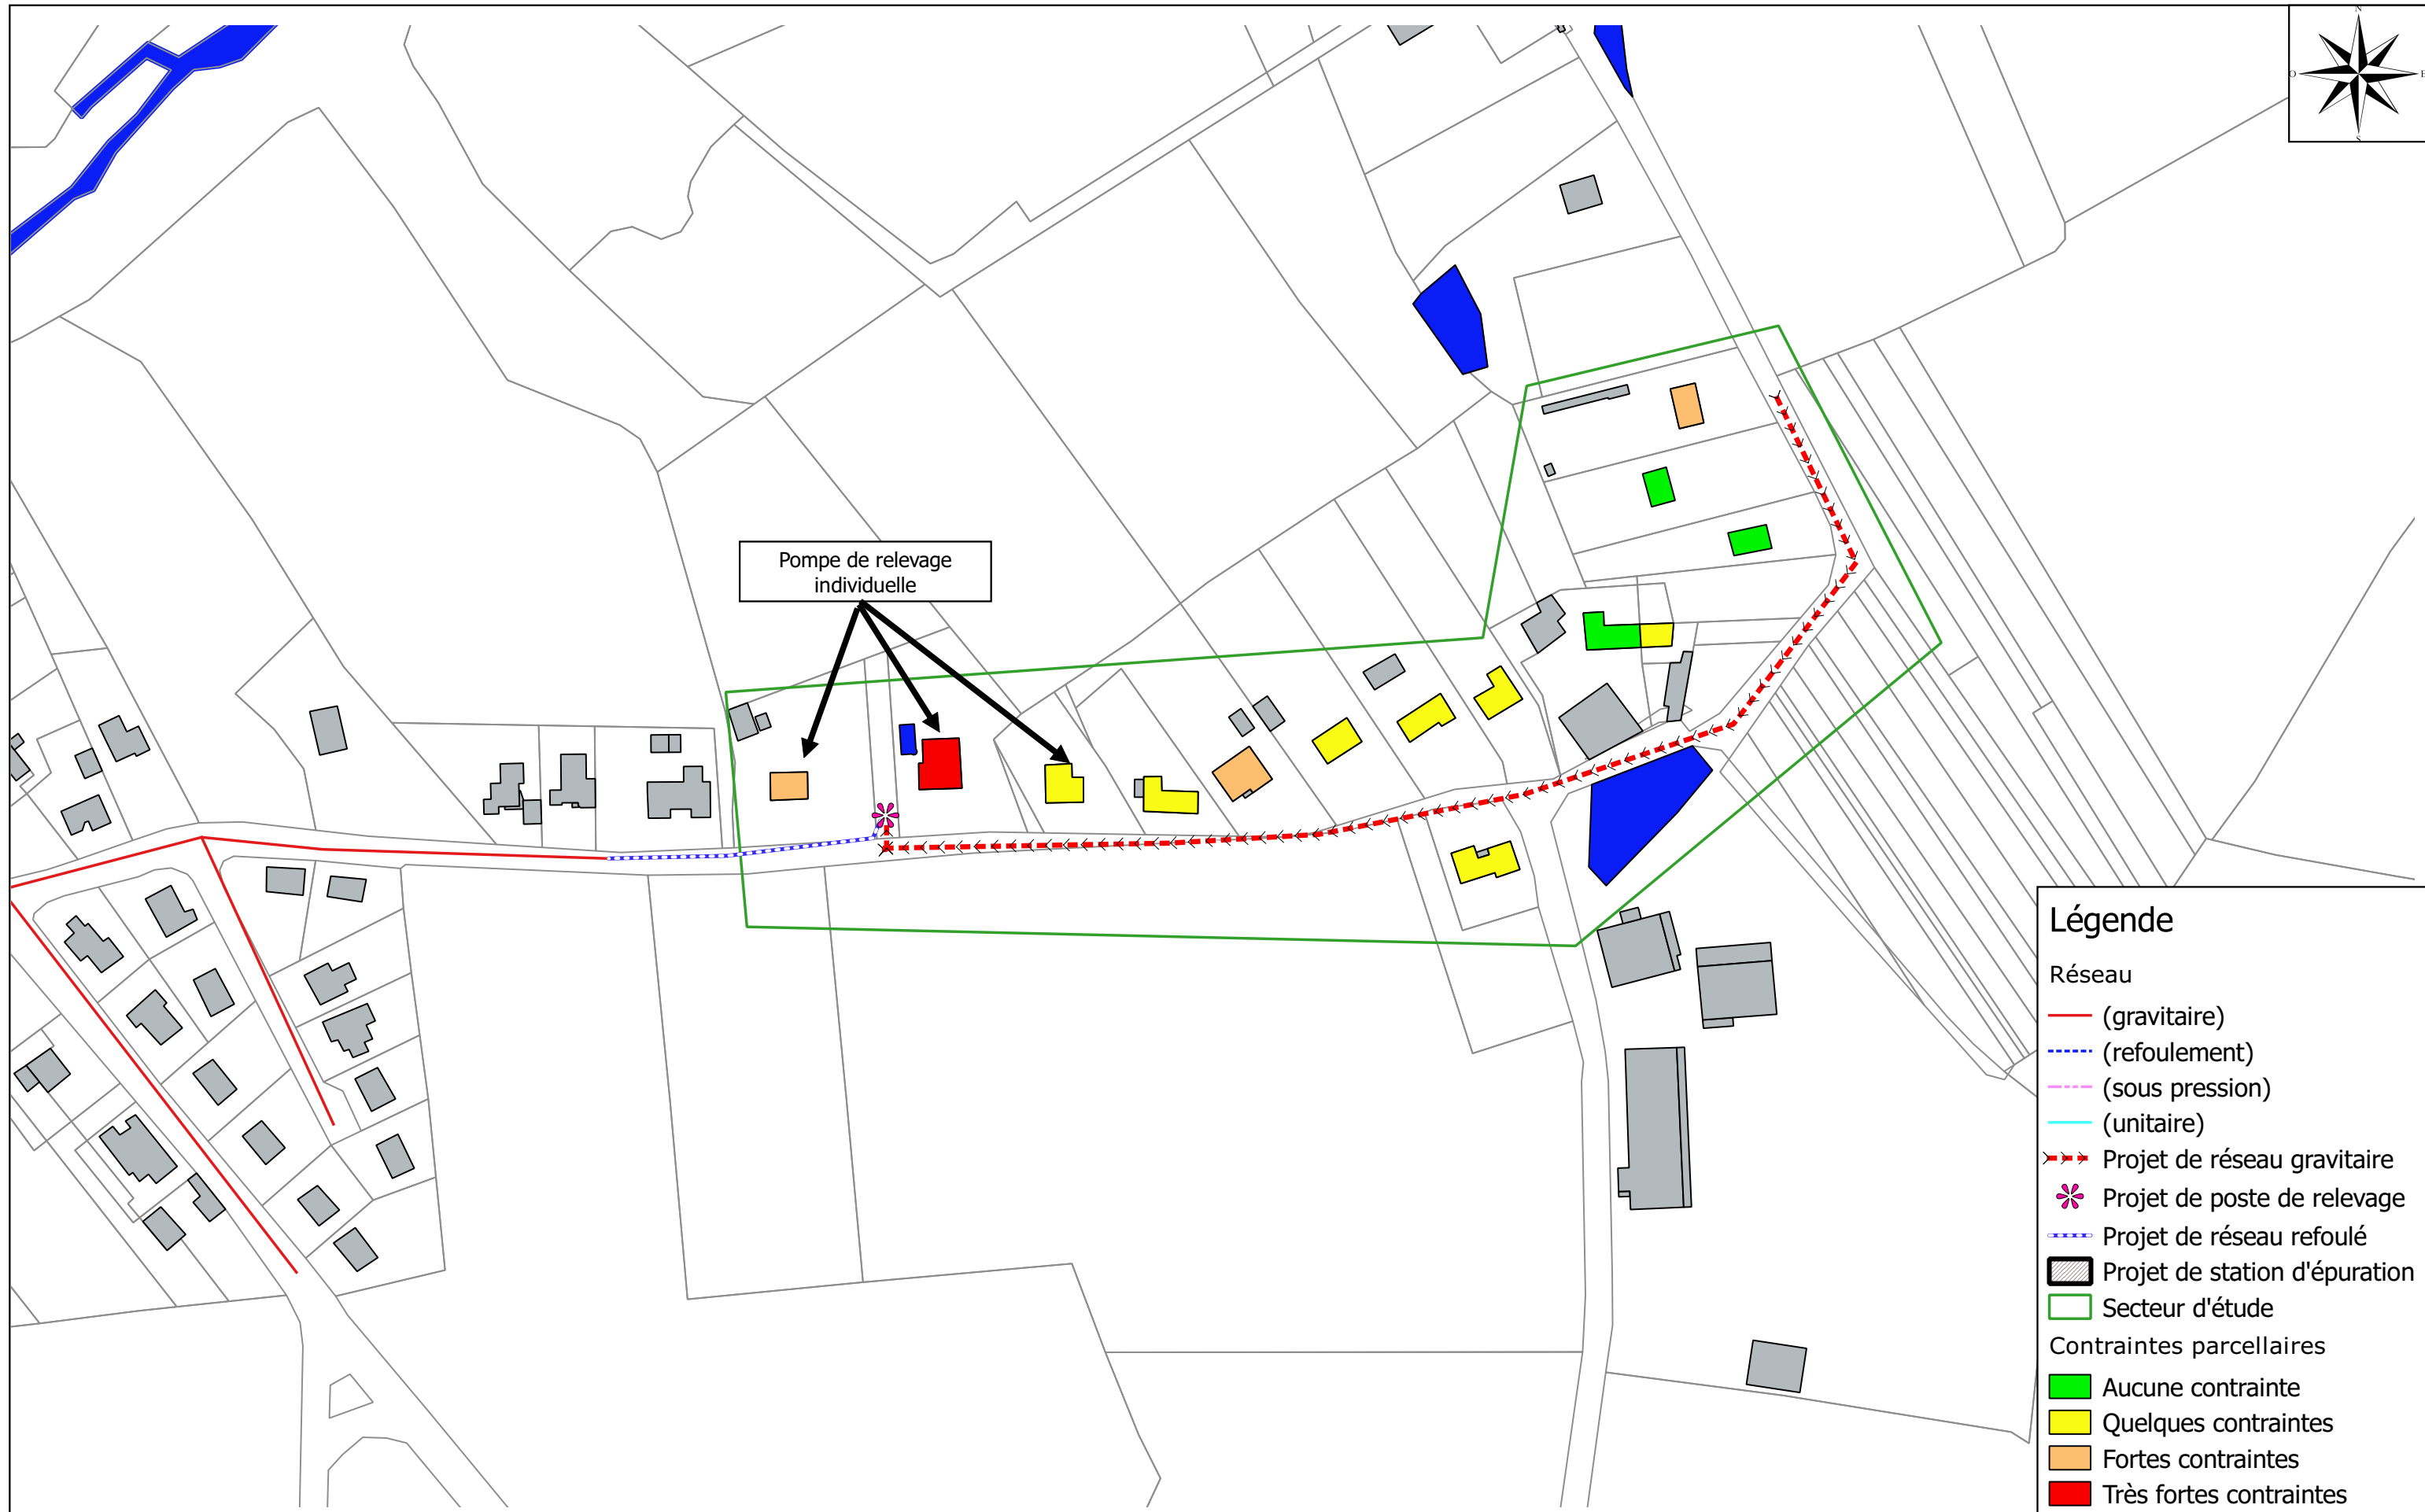 N
O
E
S
Pompe de relevage
individuelle
Légende
Réseau
(gravitaire)
(refoulement)
(sous pression)
(unitaire)
Projet de réseau gravitaire
Projet de poste de relevage
Projet de réseau refoulé
Projet de station d'épuration
Secteur d'étude
Contraintes parcellaires
Aucune contrainte
Quelques contraintes
Fortes contraintes
Très fortes contraintes